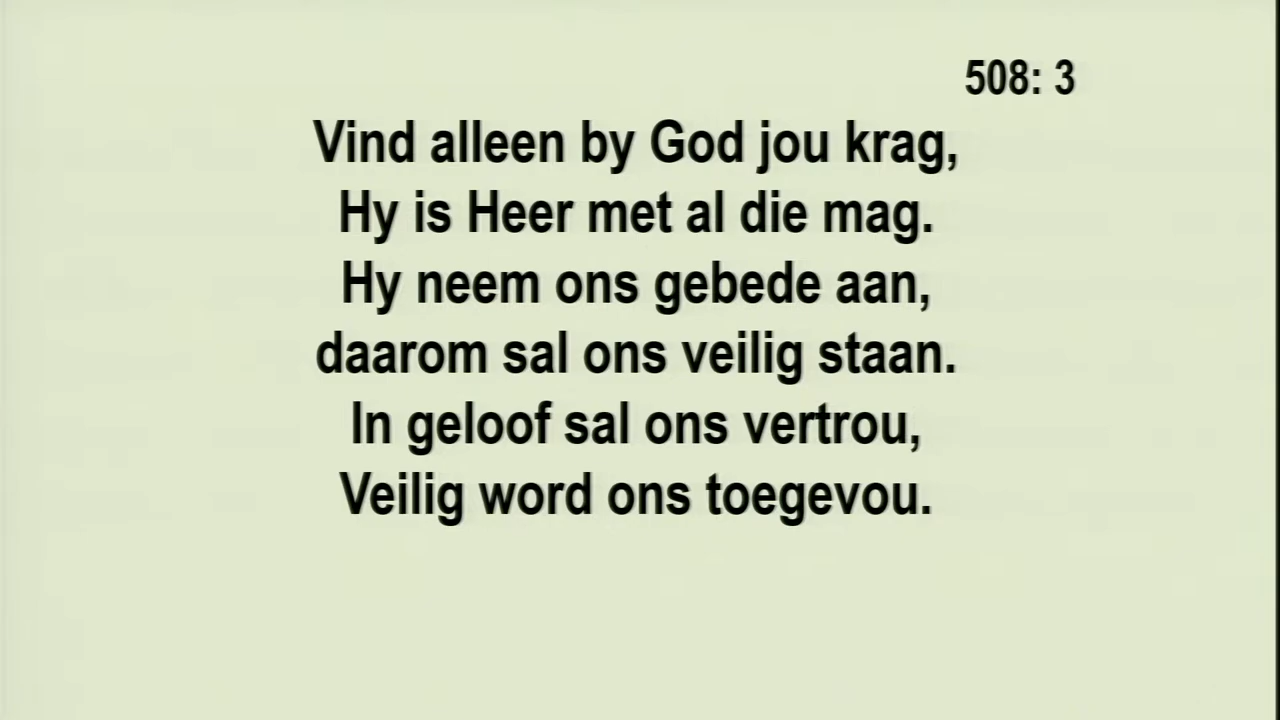 508: 3
Vind alleen by God jou krag,
Hy is Heer met al die mag.
Hy neem ons gebede aan,
daarom sal ons veilig staan.
In geloof sal ons vertrou,
Veilig word ons toegevou.